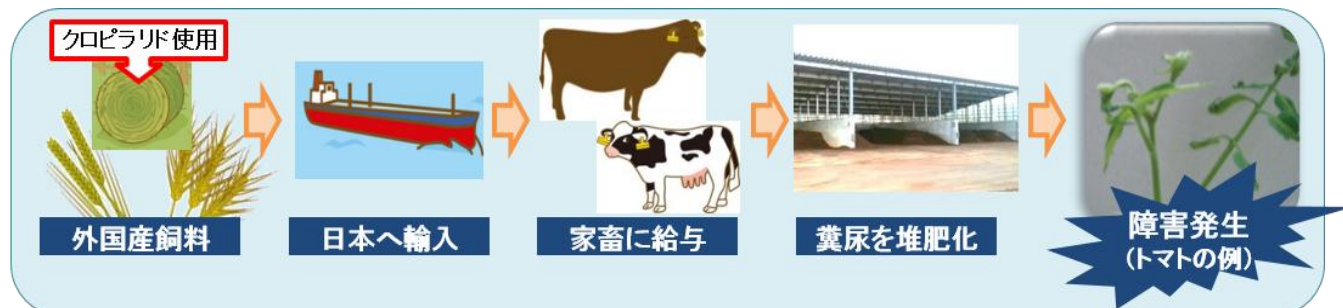 クロピラリド使用
外国産飼料
日本へ輸入
家畜に給与
糞尿を堆肥化
障害発生
(トマトの例)